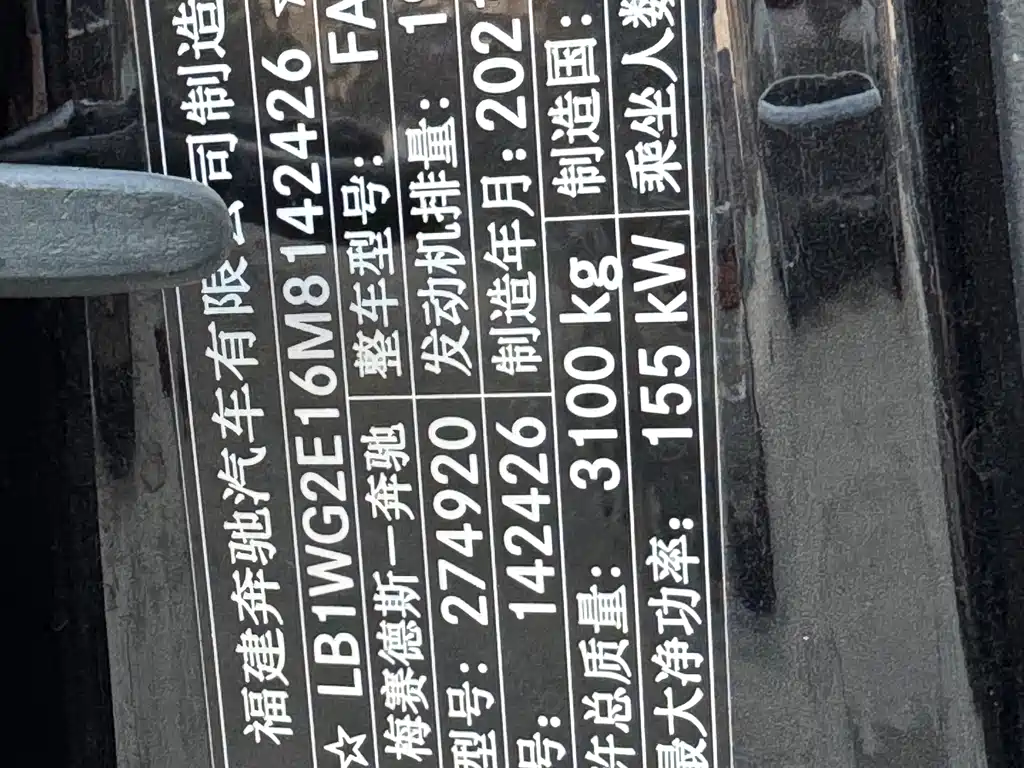 福建奔驰汽车有限公司制造
☆ LB1WG2E16M8142426 ☆
梅赛德斯—奔驰 整车型号: FA
型号: 274920 发动机排量: 1
号: 142426 制造年月: 202
许总质量: 3100 kg 制造国:
最大净功率: 155 kW 乘坐人数